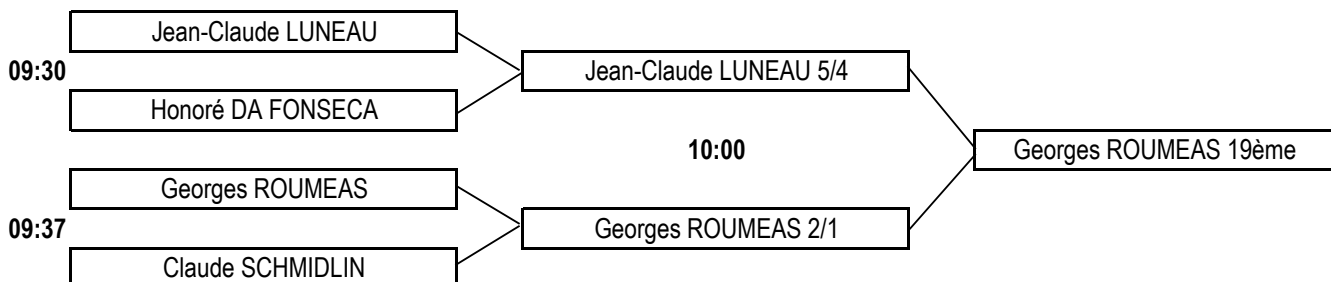 Jean-Claude LUNEAU
09:30
Jean-Claude LUNEAU 5/4
Honoré DA FONSECA
10:00
Georges ROUMEAS 19ème
Georges ROUMEAS
09:37
Georges ROUMEAS 2/1
Claude SCHMIDLIN